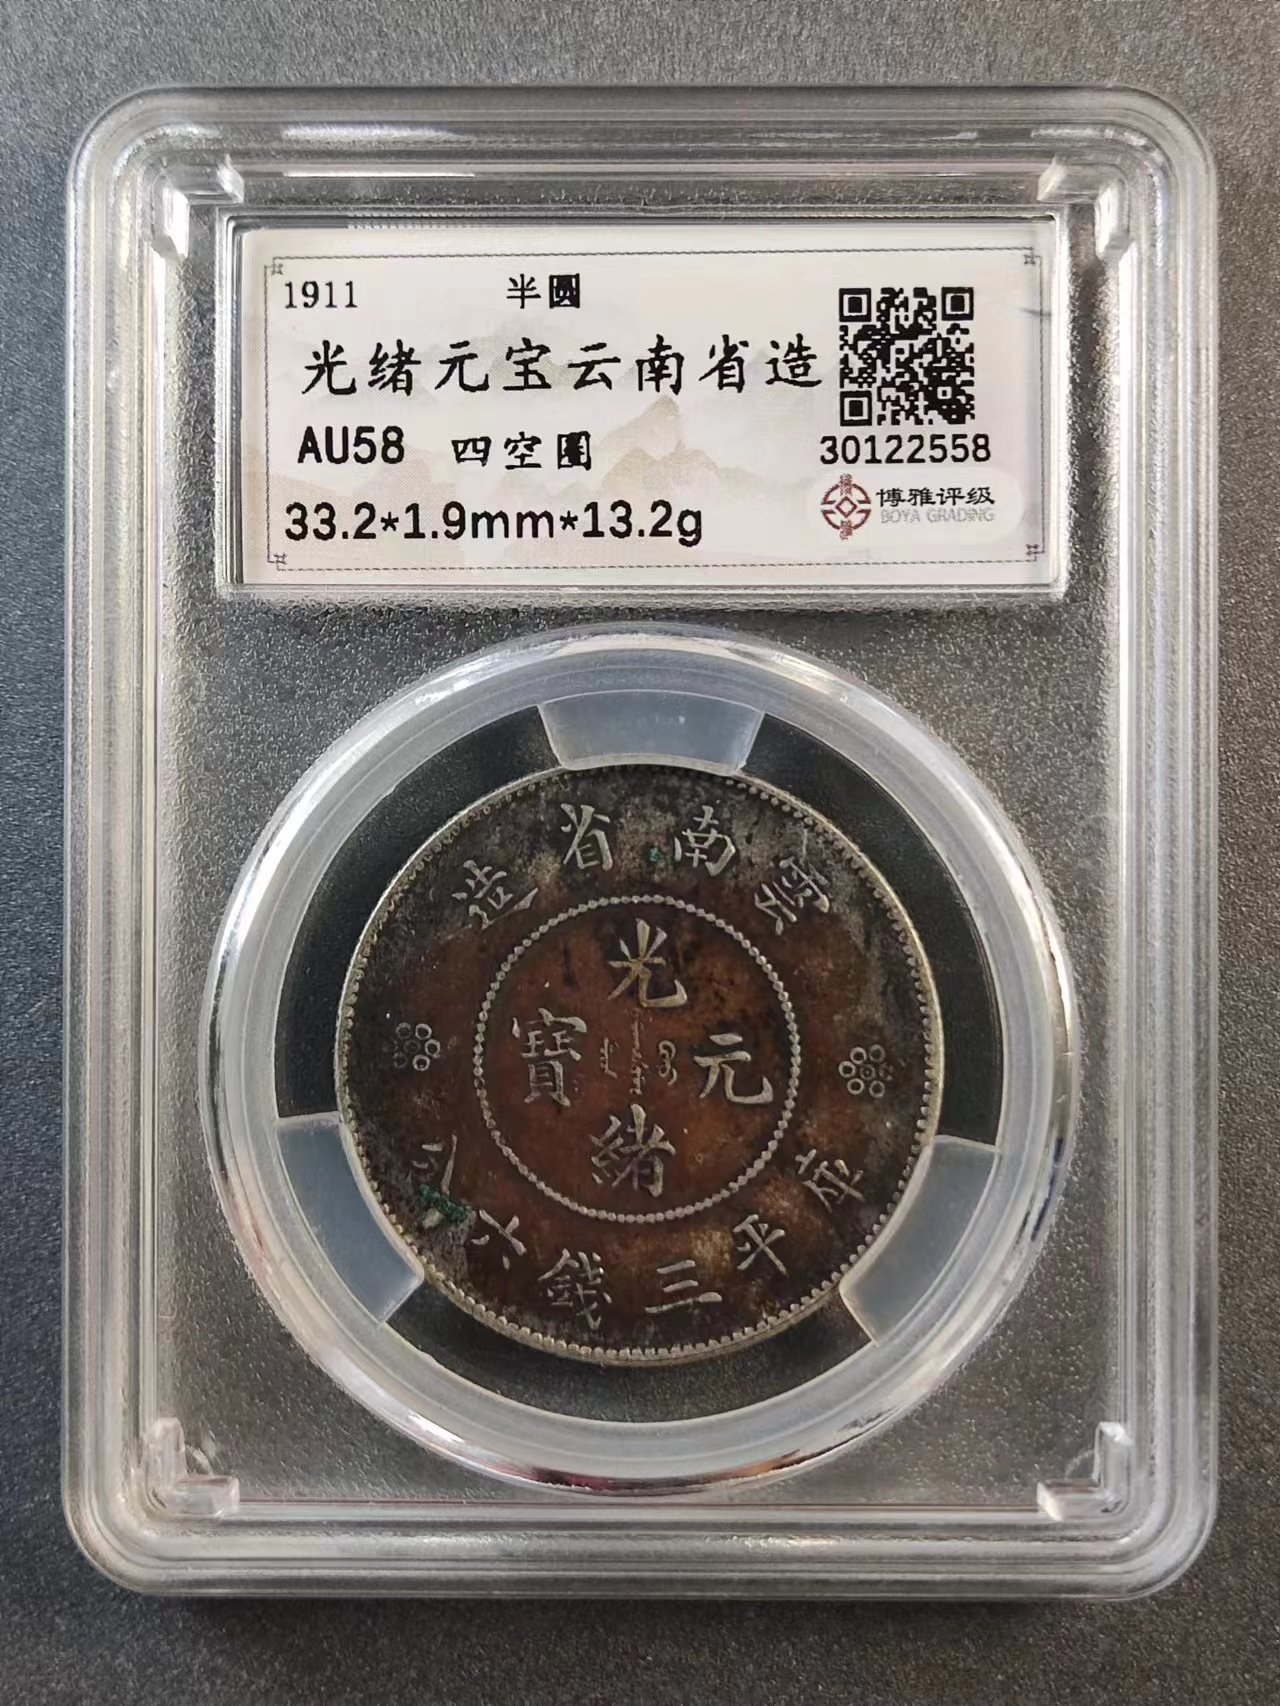 1911 半圆
光绪元宝云南省造
AU58 四空圈
30122558
33.2*1.9mm*13.2g
博雅评级
BOYA GRADING
造省南雲
光
寶元
緒
分六錢三平庫